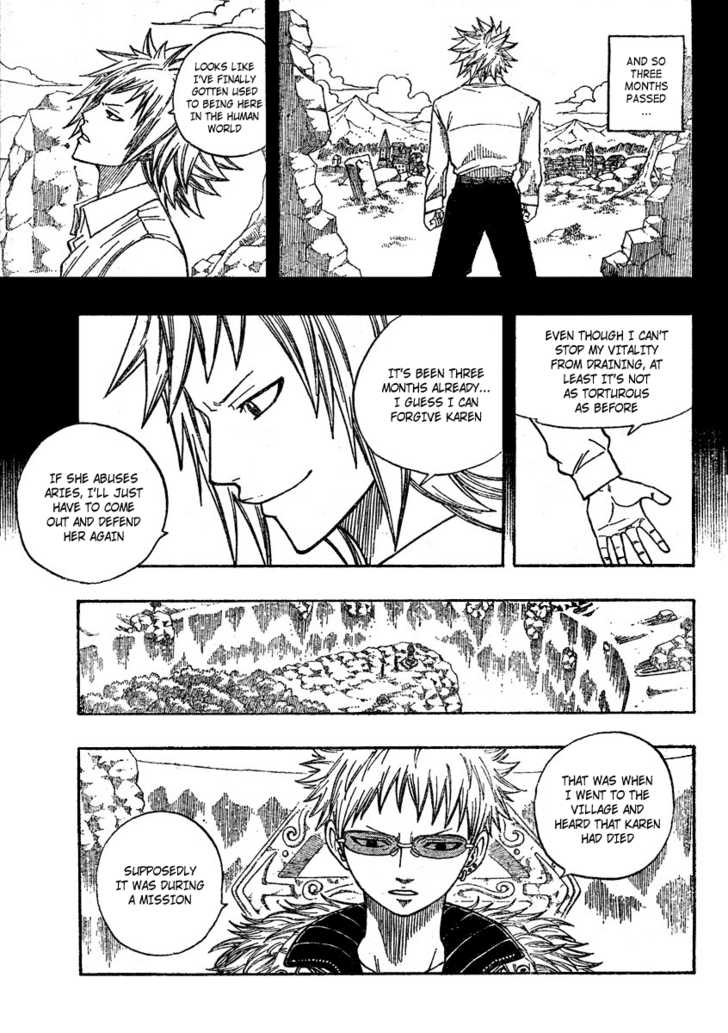 AND SO
THREE
MONTHS
PASSED
...
LOOKS
LIKE
I'VE FINALLY
GOTTEN USED
TO BEING HERE
IN THE HUMAN
WORLD
EVEN THOUGH I CAN'T
STOP MY VITALITY
FROM DRAINING, AT
LEAST IT'S NOT
AS TORTUROUS
AS BEFORE
IT'S BEEN THREE
MONTHS ALREADY...
I GUESS I CAN
FORGIVE KAREN
IF SHE ABUSES
ARIES, I'LL JUST
HAVE TO COME
OUT AND DEFEND
HER AGAIN
THAT WAS WHEN
I WENT TO THE
VILLAGE AND
HEARD THAT KAREN
HAD DIED
SUPPOSEDLY
IT WAS DURING
A MISSION